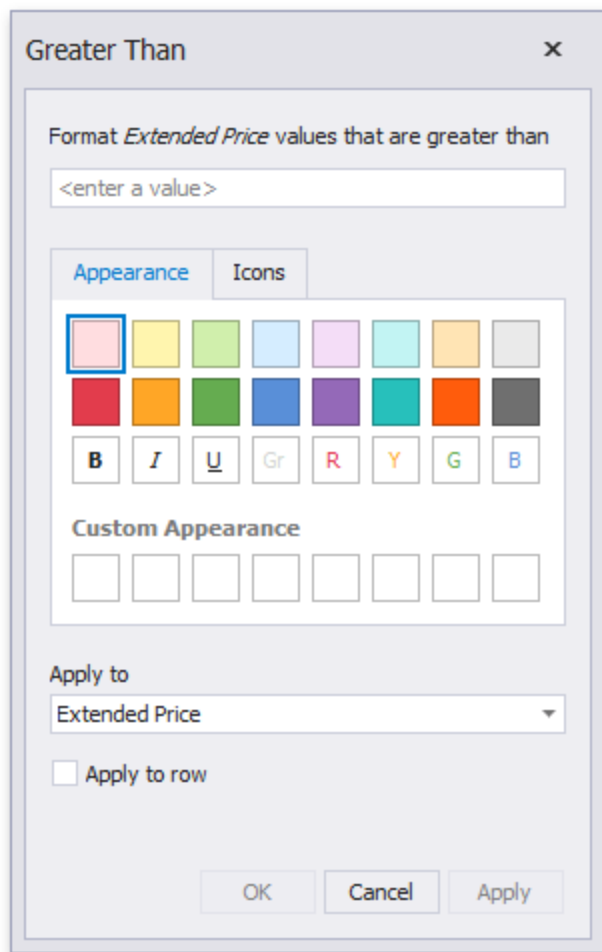 Greater Than
Format Extended Price values that are greater than
<enter a value>
Appearance Icons
B I U Gr R Y G B
Custom Appearance
Apply to
Extended Price
Apply to row
OK Cancel Apply